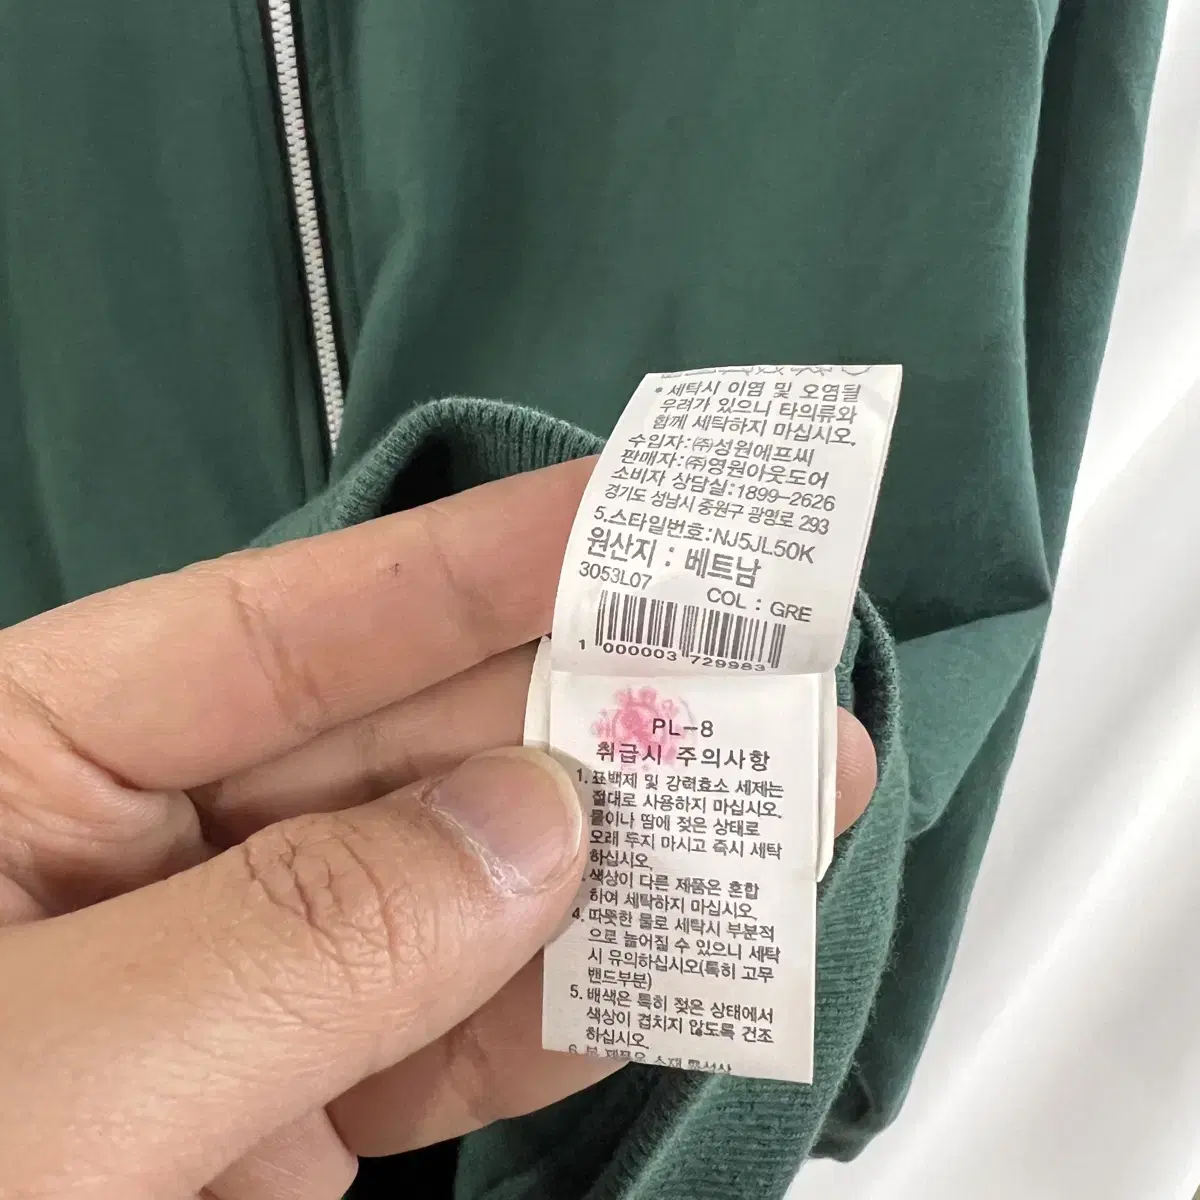 * 세탁시 이염 및 오염될
우려가 있으니 타의류와
함께 세탁하지 마십시오.
수입자:㈜성원에프씨
판매자:㈜영원아웃도어
소비자 상담실:1899-2626
경기도 성남시 중원구 광명로 293
5.스타일번호:NJ5JL50K
원산지 : 베트남
3053L07 COL : GRE
1 000003 729983
PL-8
취급시 주의사항
1. 표백제 및 강력효소 세제는
절대로 사용하지 마십시오.
물이나 땀에 젖은 상태로
오래 두지 마시고 즉시 세탁
하십시오.
색상이 다른 제품은 혼합
하여 세탁하지 마십시오.
4. 따뜻한 물로 세탁시 부분적
으로 늘어질 수 있으니 세탁
시 유의하십시오(특히 고무
밴드부분)
5. 배색은 특히 젖은 상태에서
색상이 겹치지 않도록 건조
하십시오.
6. 본 제품은 소재 특성상